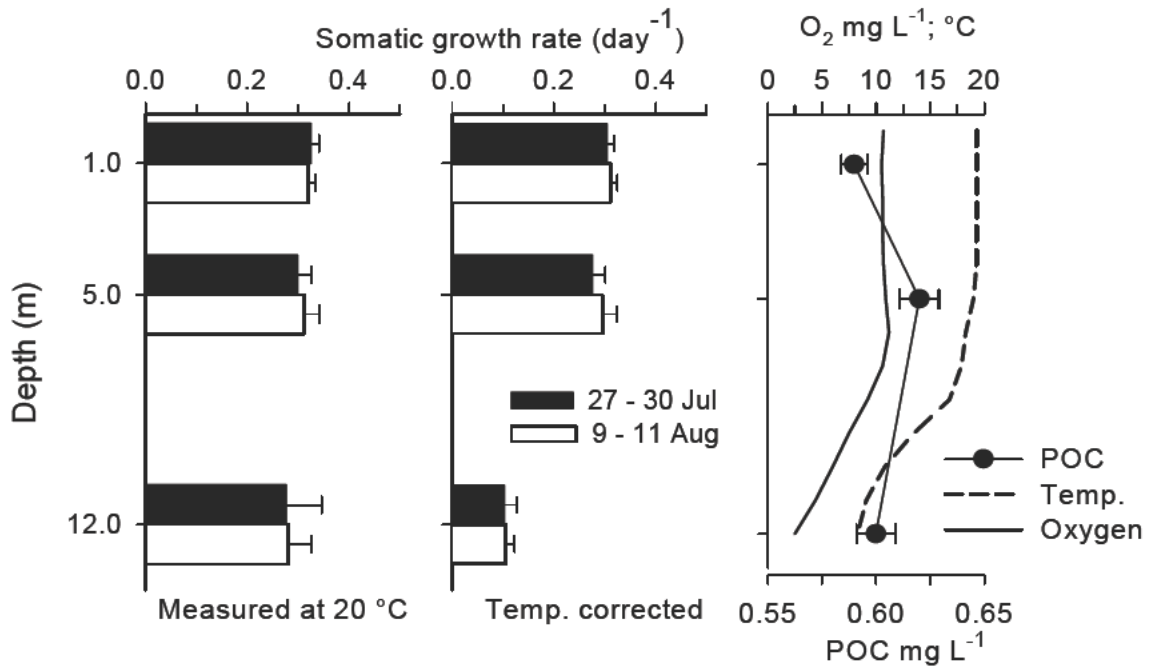 Somatic growth rate (day⁻¹)
0.0 0.2 0.4
0.0 0.2 0.4
O₂ mg L⁻¹; °C
0 5 10 15 20
Depth (m)
1.0
5.0
12.0
27 - 30 Jul
9 - 11 Aug
POC
Temp.
Oxygen
Measured at 20 °C
Temp. corrected
0.55 0.60 0.65
POC mg L⁻¹